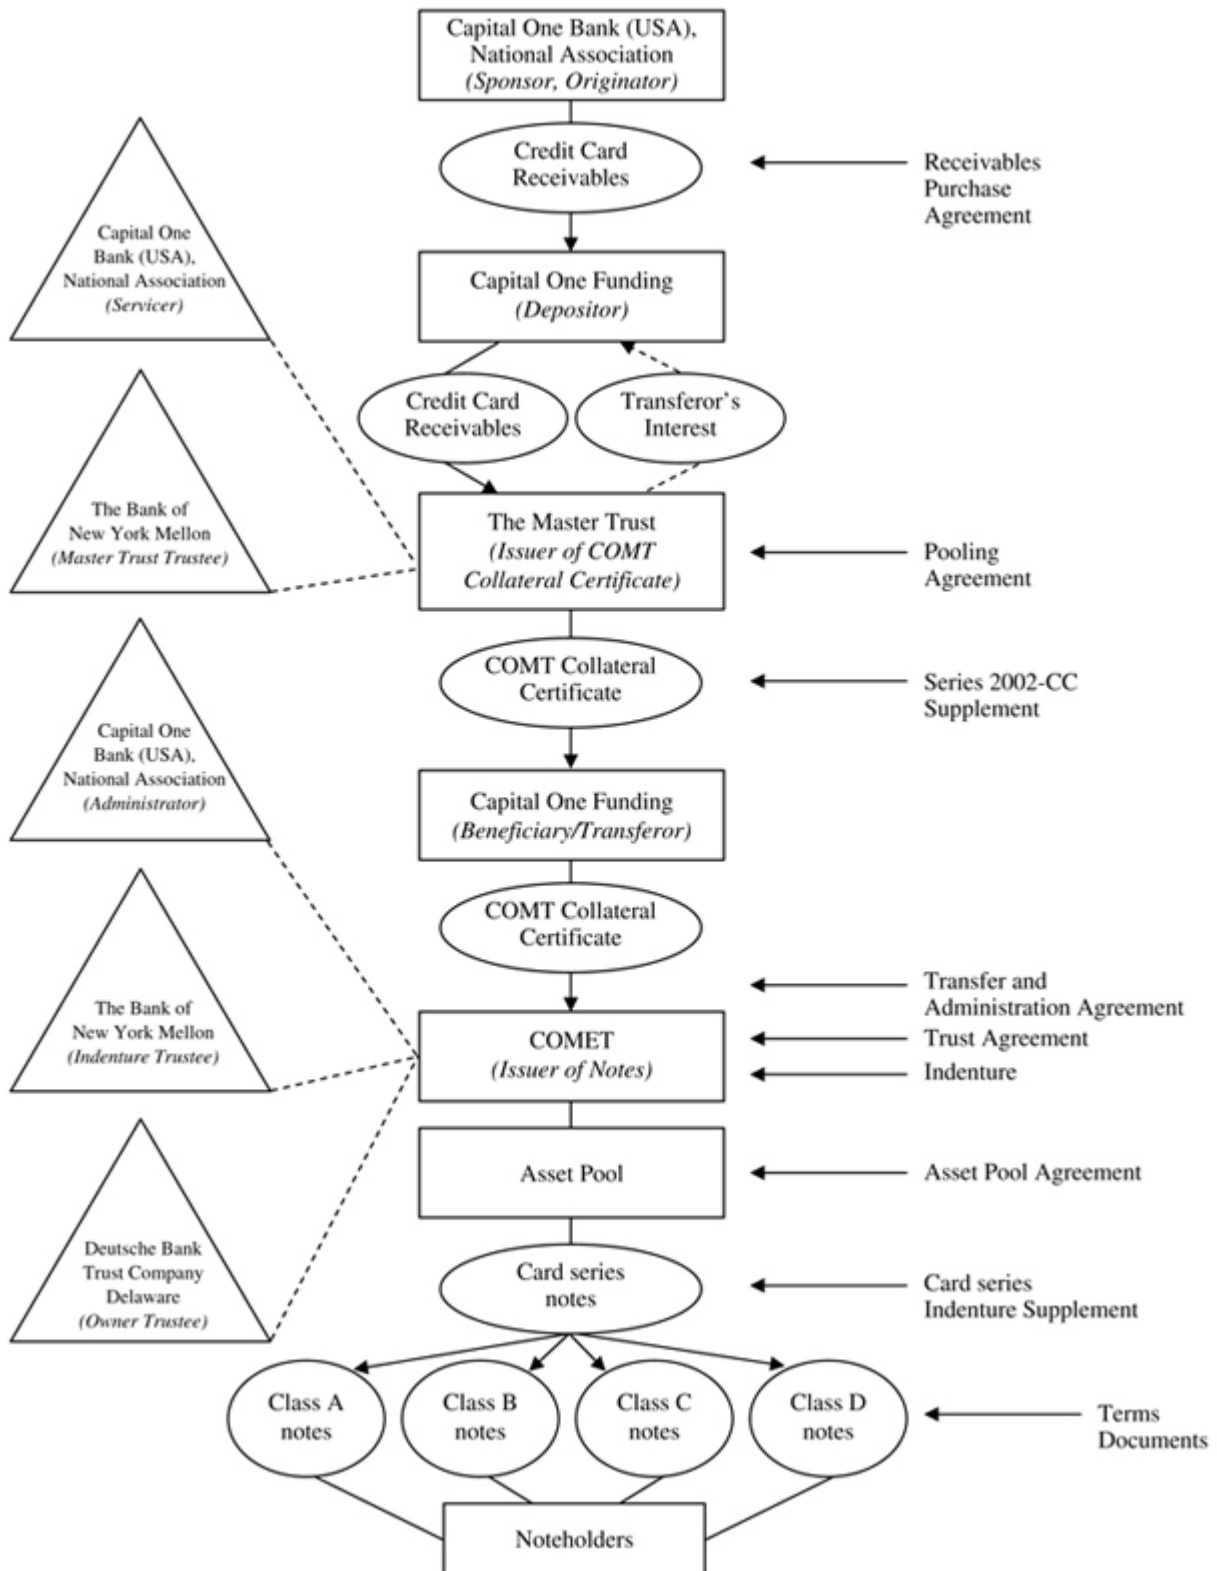 Capital One Bank (USA),
National Association
(Sponsor, Originator)
Credit Card
Receivables
Receivables
Purchase
Agreement
Capital One
Bank (USA),
National Association
(Servicer)
Capital One Funding
(Depositor)
Credit Card
Receivables
Transferor's
Interest
The Bank of
New York Mellon
(Master Trust Trustee)
The Master Trust
(Issuer of COMT
Collateral Certificate)
Pooling
Agreement
COMT Collateral
Certificate
Series 2002-CC
Supplement
Capital One
Bank (USA),
National Association
(Administrator)
Capital One Funding
(Beneficiary/Transferor)
COMT Collateral
Certificate
Transfer and
Administration Agreement
The Bank of
New York Mellon
(Indenture Trustee)
COMET
(Issuer of Notes)
Trust Agreement
Indenture
Asset Pool
Asset Pool Agreement
Deutsche Bank
Trust Company
Delaware
(Owner Trustee)
Card series
notes
Card series
Indenture Supplement
Class A
notes
Class B
notes
Class C
notes
Class D
notes
Terms
Documents
Noteholders